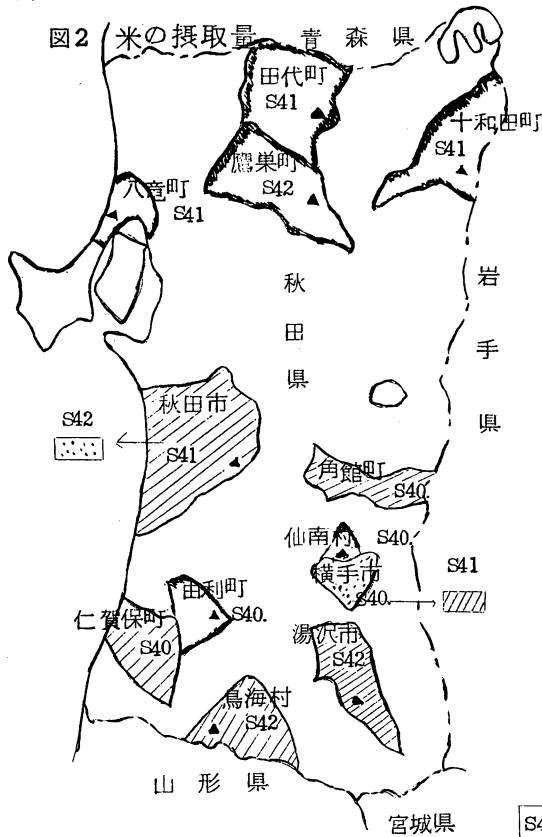 図2 米の摂取量
青森県
田代町
S41
十和田町
S41
鷹巣町
S42
八竜町
S41
秋田県
岩手県
秋田市
S42
S41
角館町
S40.
仙南村
S40.
横手市
S40.
S41
由利町
S40.
仁賀保町
S40
湯沢市
S42
鳥海村
S42
山形県
宮城県
S4